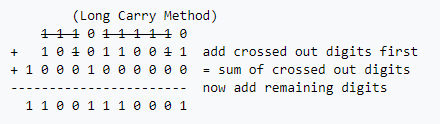 (Long Carry Method)
1 1 1 0 1 1 1 1 1 0
+ 1 0 1 0 1 1 0 0 1 1 add crossed out digits first
+ 1 0 0 0 1 0 0 0 0 0 0 = sum of crossed out digits
----------------------- now add remaining digits
1 1 0 0 1 1 1 0 0 0 1